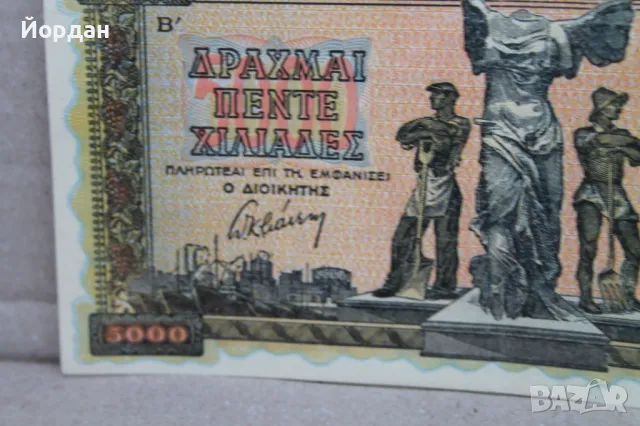 Йордан
Β΄
ΔΡΑΧΜΑΙ
ΠΕΝΤΕ
ΧΙΛΙΑΔΕΣ
ΠΛΗΡΩΤΕΑΙ ΕΠΙ ΤΗ, ΕΜΦΑΝΙΣΕΙ
Ο ΔΙΟΙΚΗΤΗΣ
5000
BAZAR